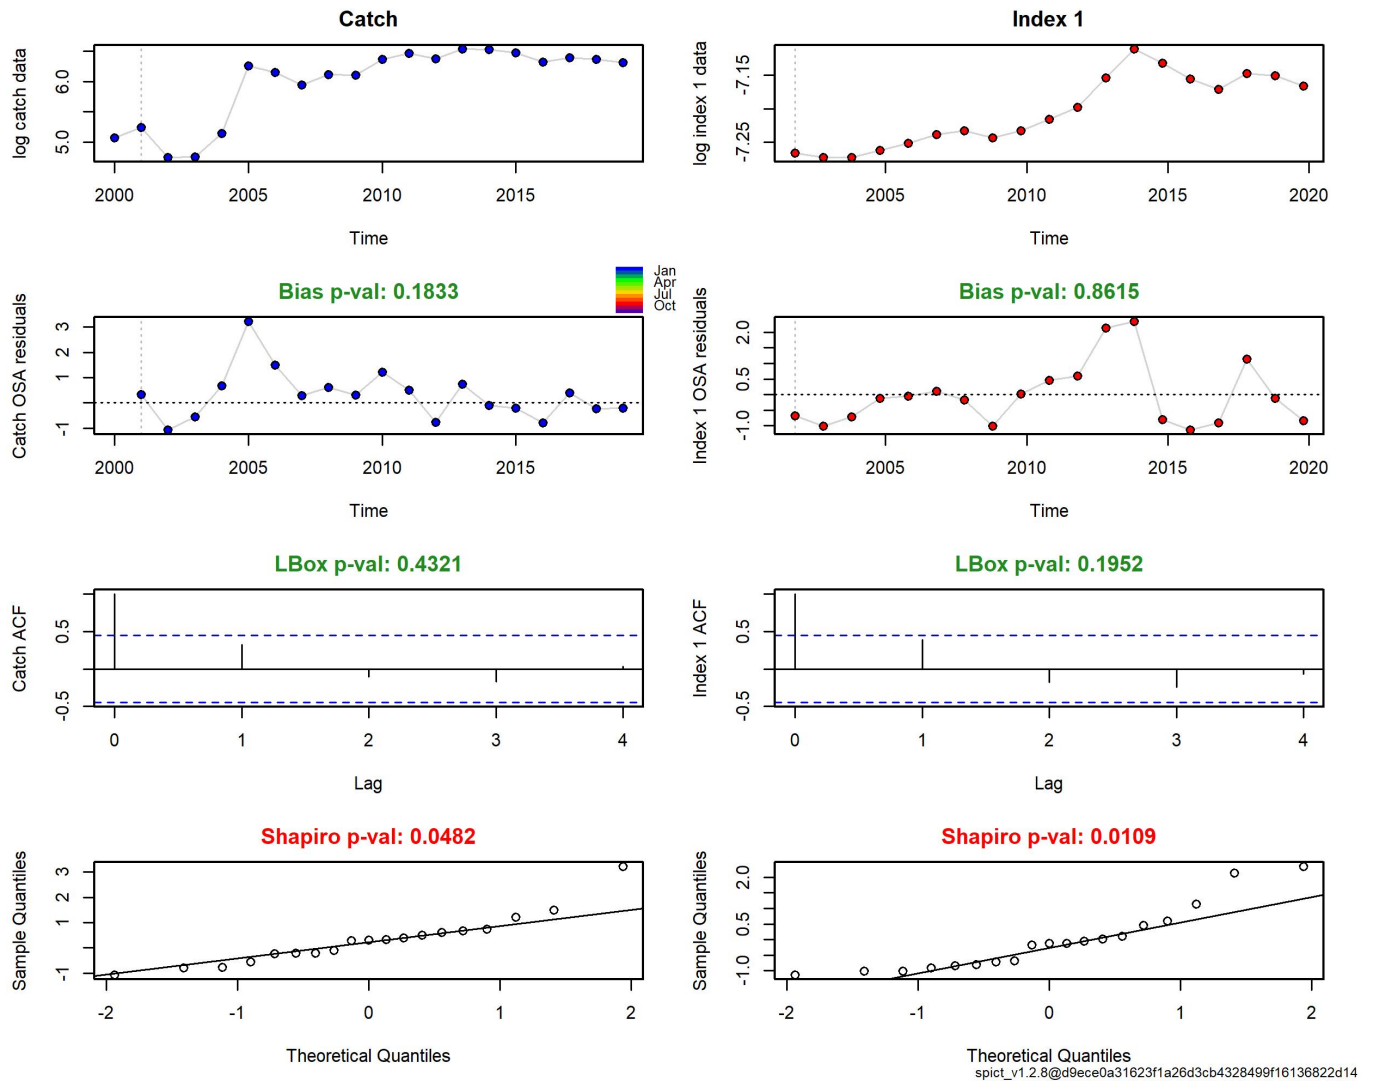 Catch
log catch data
5.0 6.0
2000 2005 2010 2015
Time
Index 1
log index 1 data
-7.25 -7.15
2005 2010 2015 2020
Time
Bias p-val: 0.1833
Jan
Apr
Jul
Oct
Catch OSA residuals
-1 1 2 3
2000 2005 2010 2015
Time
Bias p-val: 0.8615
Index 1 OSA residuals
-1.0 0.5 2.0
2005 2010 2015 2020
Time
LBox p-val: 0.4321
Catch ACF
-0.5 0.5
0 1 2 3 4
Lag
LBox p-val: 0.1952
Index 1 ACF
-0.5 0.5
0 1 2 3 4
Lag
Shapiro p-val: 0.0482
Sample Quantiles
-1 1 2 3
-2 -1 0 1 2
Theoretical Quantiles
Shapiro p-val: 0.0109
Sample Quantiles
-1.0 0.5 2.0
-2 -1 0 1 2
Theoretical Quantiles
spict_v1.2.8@d9ece0a31623f1a26d3cb4328499f16136822d14